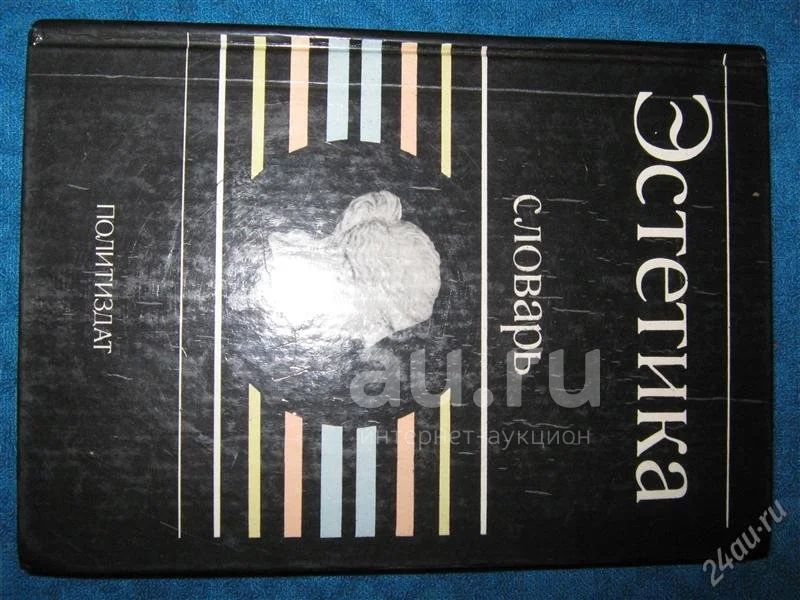 Эстетика
словарь
ПОЛИТИЗДАТ
au.ru
интернет-аукцион
24au.ru